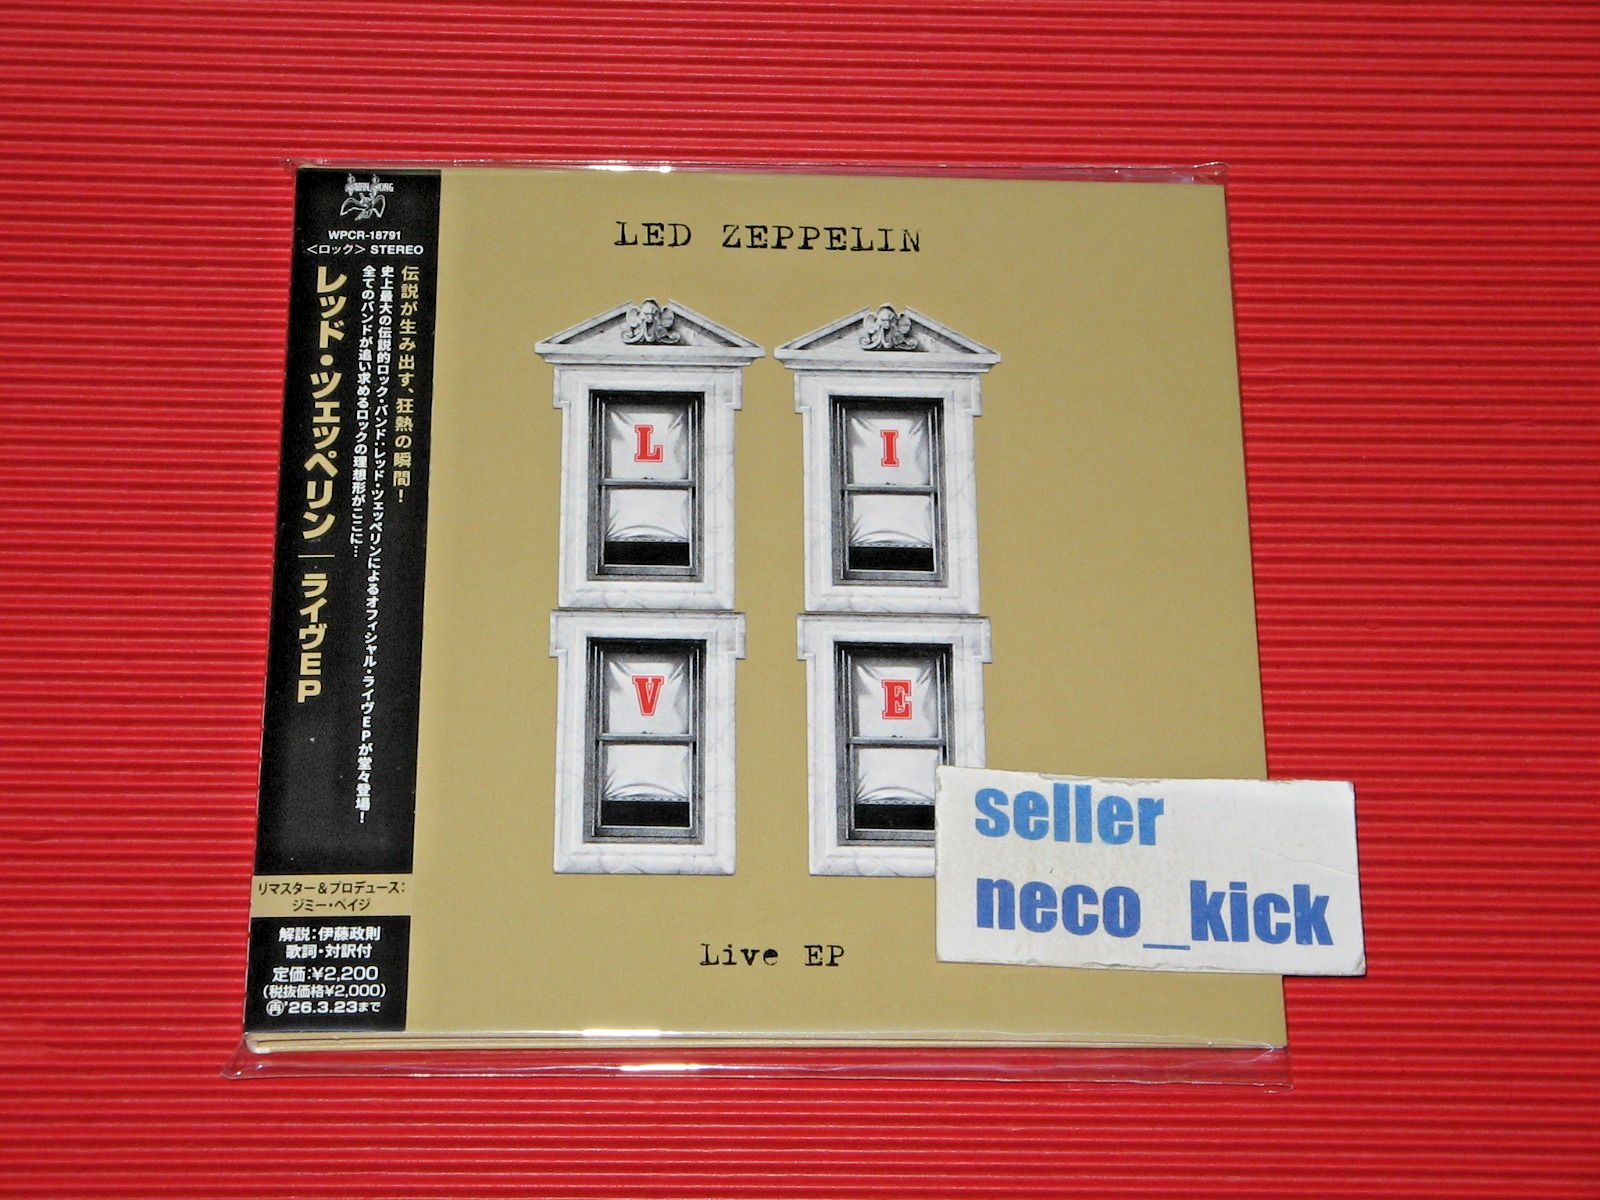 SWAN SONG
WPCR-18791
<ロック> STEREO
伝説が生み出す、狂熱の瞬間!
史上最大の伝説的ロック・バンド:レッド・ツェッペリンによるオフィシャル・ライヴEPが堂々登場!
全てのバンドが追い求めるロックの理想形がここに…
レッド・ツェッペリン | ライヴEP
リマスター&プロデュース:
ジミー・ペイジ
解説:伊藤政則
歌詞・対訳付
定価:¥2,200
(税抜価格¥2,000)
再'26.3.23まで
LED ZEPPELIN
L I
V E
Live EP
seller
neco_kick